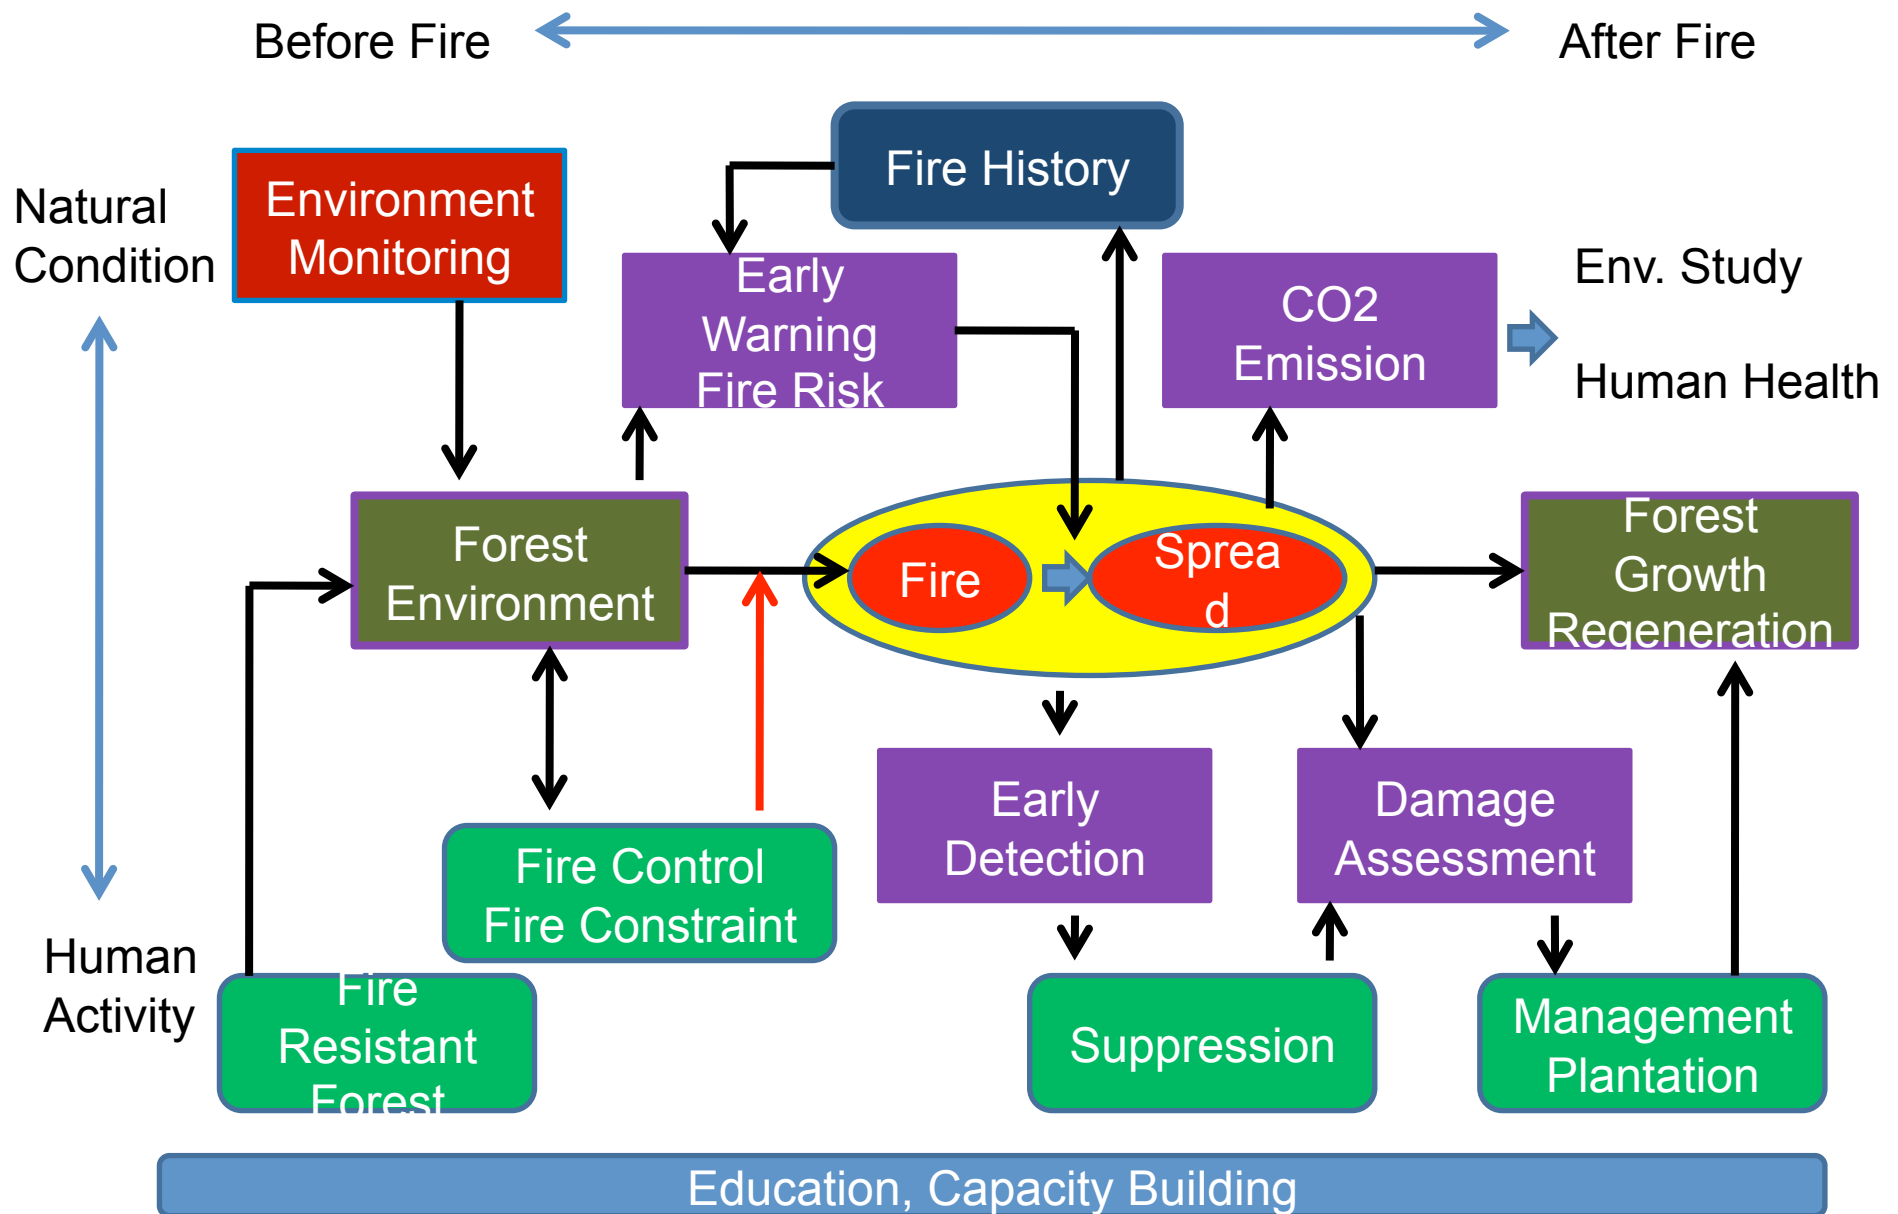 Before Fire
After Fire
Fire History
Environment
Monitoring
Natural
Condition
Early
Warning
Fire Risk
CO2
Emission
Env. Study
Human Health
Forest
Environment
Fire
Sprea
d
Forest
Growth
Regeneration
Early
Detection
Damage
Assessment
Fire Control
Fire Constraint
Human
Activity
Fire
Resistant
Forest
Suppression
Management
Plantation
Education, Capacity Building